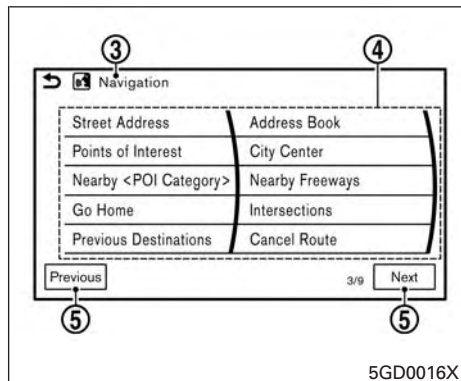 ③ ④
Navigation
Street Address Address Book
Points of Interest City Center
Nearby <POI Category> Nearby Freeways
Go Home Intersections
Previous Destinations Cancel Route
Previous 3/9 Next
⑤ ⑤
5GD0016X